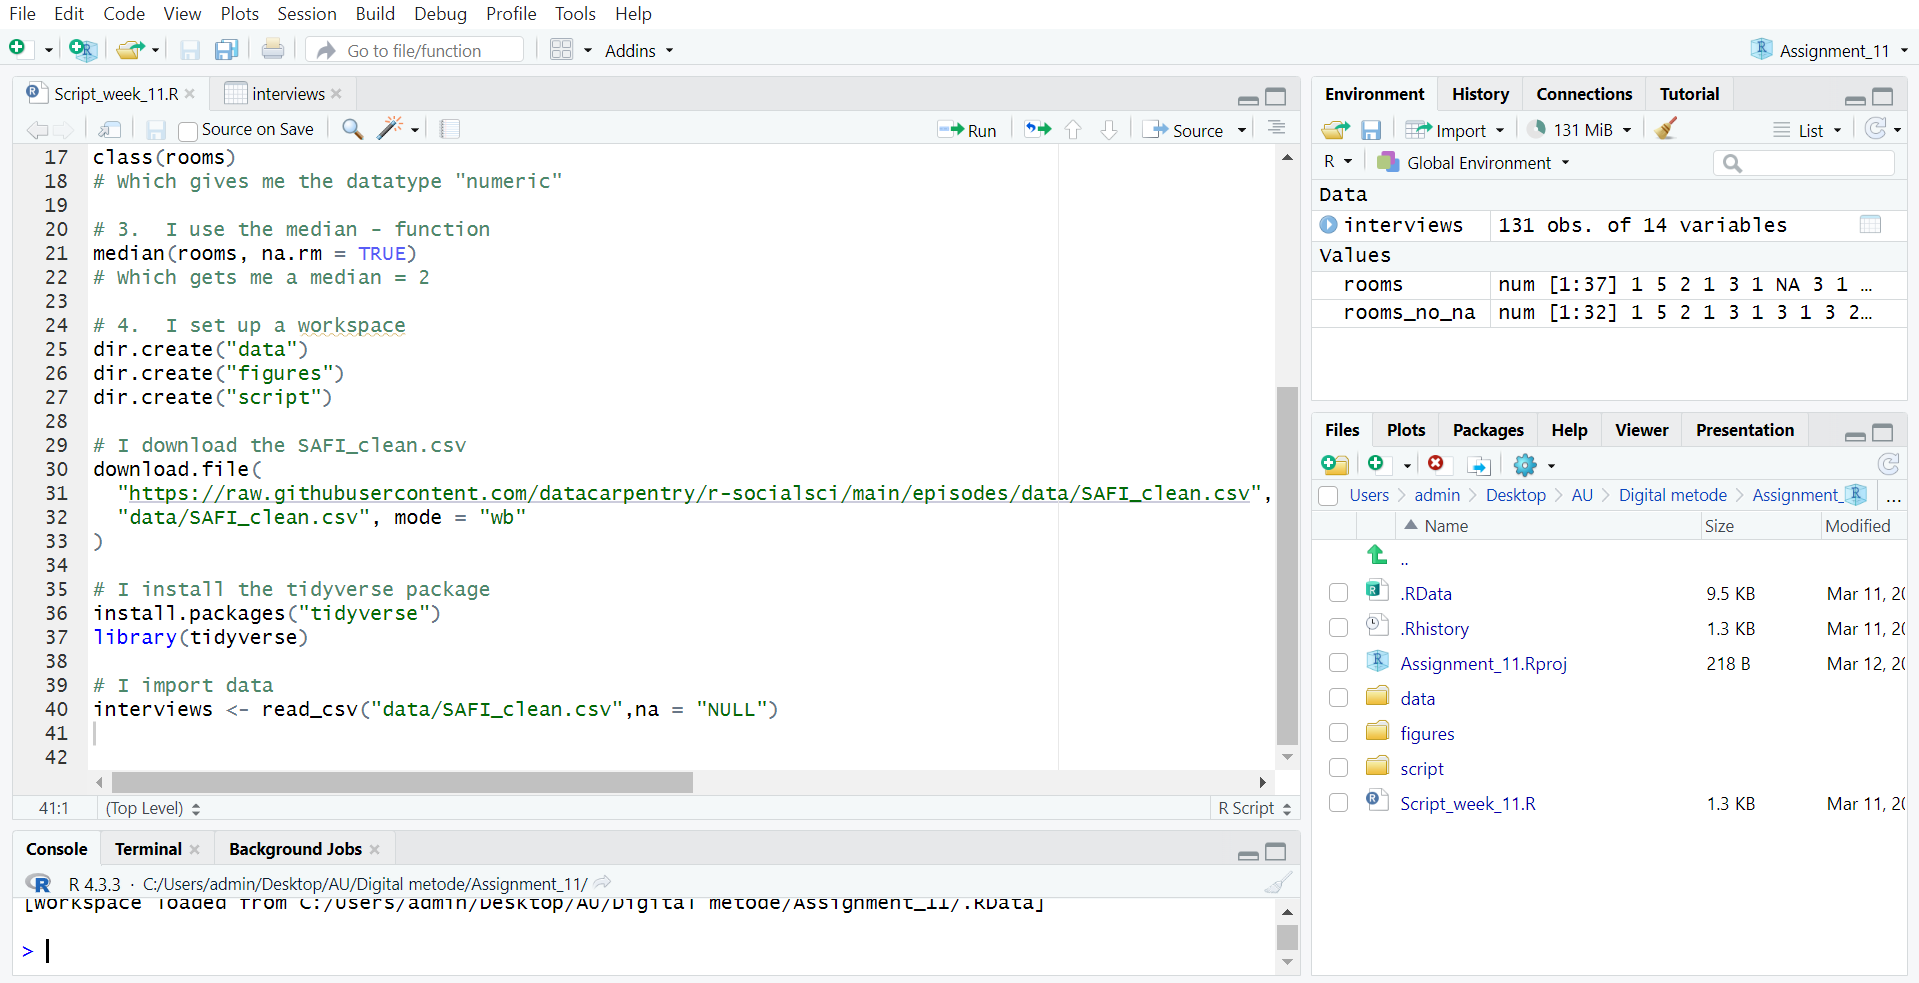 File Edit Code View Plots Session Build Debug Profile Tools Help
Go to file/function Addins Assignment_11
Script_week_11.R interviews
Source on Save Run Source
17 class(rooms)
18 # Which gives me the datatype "numeric"
19
20 # 3.  I use the median - function
21 median(rooms, na.rm = TRUE)
22 # Which gets me a median = 2
23
24 # 4.  I set up a workspace
25 dir.create("data")
26 dir.create("figures")
27 dir.create("script")
28
29 # I download the SAFI_clean.csv
30 download.file(
31   "https://raw.githubusercontent.com/datacarpentry/r-socialsci/main/episodes/data/SAFI_clean.csv",
32   "data/SAFI_clean.csv", mode = "wb"
33 )
34
35 # I install the tidyverse package
36 install.packages("tidyverse")
37 library(tidyverse)
38
39 # I import data
40 interviews <- read_csv("data/SAFI_clean.csv",na = "NULL")
41
42
41:1 (Top Level) R Script
Console Terminal Background Jobs
R 4.3.3 · C:/Users/admin/Desktop/AU/Digital metode/Assignment_11/
[Workspace loaded from C:/Users/admin/Desktop/AU/Digital metode/Assignment_11/.RData]
>
Environment History Connections Tutorial
Import 131 MiB List
R Global Environment
Data
interviews 131 obs. of 14 variables
Values
rooms num [1:37] 1 5 2 1 3 1 NA 3 1 …
rooms_no_na num [1:32] 1 5 2 1 3 1 3 1 3 2…
Files Plots Packages Help Viewer Presentation
Users admin Desktop AU Digital metode Assignment_ ...
Name Size Modified
..
.RData 9.5 KB Mar 11, 20
.Rhistory 1.3 KB Mar 11, 20
Assignment_11.Rproj 218 B Mar 12, 20
data
figures
script
Script_week_11.R 1.3 KB Mar 11, 20